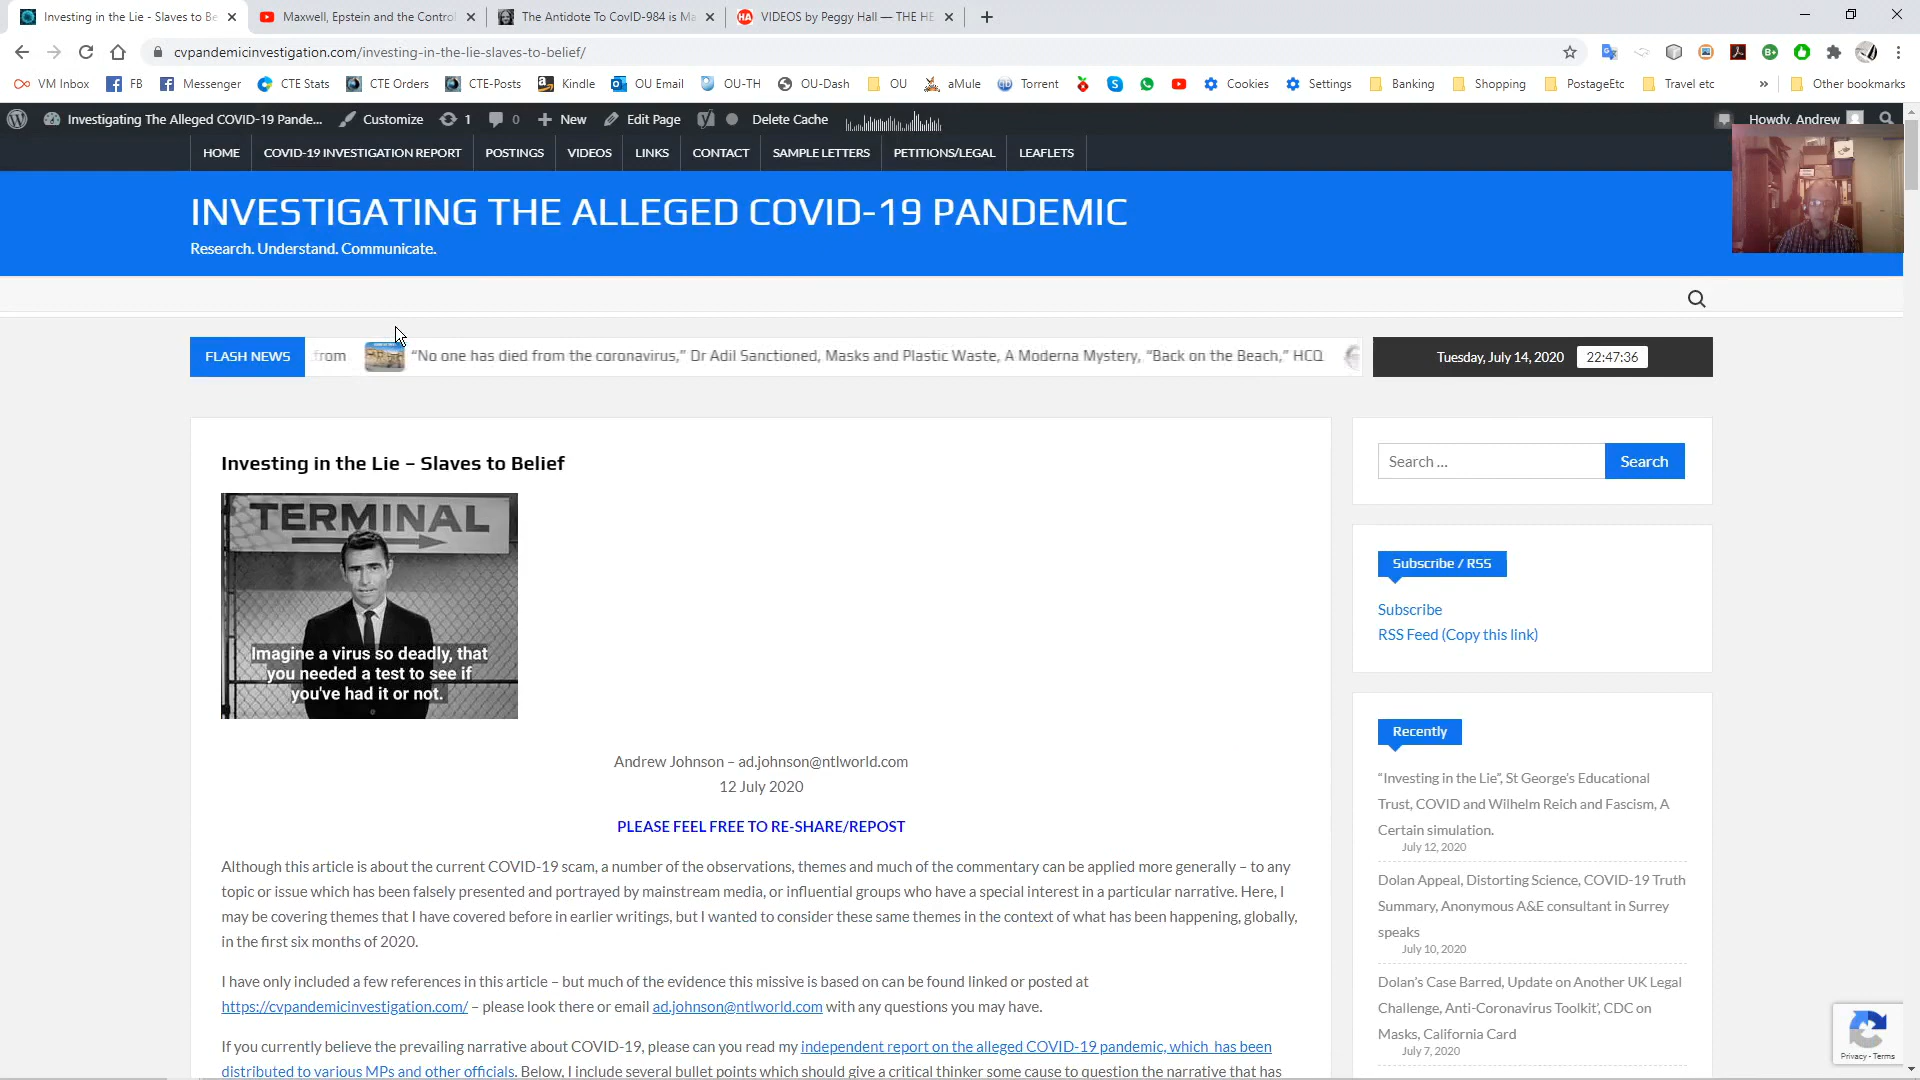 Investing in the Lie - Slaves to Be
Maxwell, Epstein and the Control
The Antidote To CovID-984 is Ma
VIDEOS by Peggy Hall — THE HE
cvpandemicinvestigation.com/investing-in-the-lie-slaves-to-belief/
VM Inbox FB Messenger CTE Stats CTE Orders CTE-Posts Kindle OU Email OU-TH OU-Dash OU aMule Torrent Cookies Settings Banking Shopping PostageEtc Travel etc » Other bookmarks
Investigating The Alleged COVID-19 Pande... Customize 1 0 New Edit Page Delete Cache Howdy, Andrew
HOME COVID-19 INVESTIGATION REPORT POSTINGS VIDEOS LINKS CONTACT SAMPLE LETTERS PETITIONS/LEGAL LEAFLETS
INVESTIGATING THE ALLEGED COVID-19 PANDEMIC
Research. Understand. Communicate.
FLASH NEWS from “No one has died from the coronavirus,” Dr Adil Sanctioned, Masks and Plastic Waste, A Moderna Mystery, “Back on the Beach,” HCQ
Tuesday, July 14, 2020 22:47:36
Investing in the Lie – Slaves to Belief
TERMINAL
Imagine a virus so deadly, that
you needed a test to see if
you've had it or not.
Andrew Johnson – ad.johnson@ntlworld.com
12 July 2020
PLEASE FEEL FREE TO RE-SHARE/REPOST
Although this article is about the current COVID-19 scam, a number of the observations, themes and much of the commentary can be applied more generally – to any
topic or issue which has been falsely presented and portrayed by mainstream media, or influential groups who have a special interest in a particular narrative. Here, I
may be covering themes that I have covered before in earlier writings, but I wanted to consider these same themes in the context of what has been happening, globally,
in the first six months of 2020.
I have only included a few references in this article – but much of the evidence this missive is based on can be found linked or posted at
https://cvpandemicinvestigation.com/ – please look there or email ad.johnson@ntlworld.com with any questions you may have.
If you currently believe the prevailing narrative about COVID-19, please can you read my independent report on the alleged COVID-19 pandemic, which has been
distributed to various MPs and other officials. Below, I include several bullet points which should give a critical thinker some cause to question the narrative that has
Search ... Search
Subscribe / RSS
Subscribe
RSS Feed (Copy this link)
Recently
“Investing in the Lie”, St George’s Educational
Trust, COVID and Wilhelm Reich and Fascism, A
Certain simulation.
July 12, 2020
Dolan Appeal, Distorting Science, COVID-19 Truth
Summary, Anonymous A&E consultant in Surrey
speaks
July 10, 2020
Dolan’s Case Barred, Update on Another UK Legal
Challenge, Anti-Coronavirus Toolkit’, CDC on
Masks, California Card
July 7, 2020
Privacy - Terms